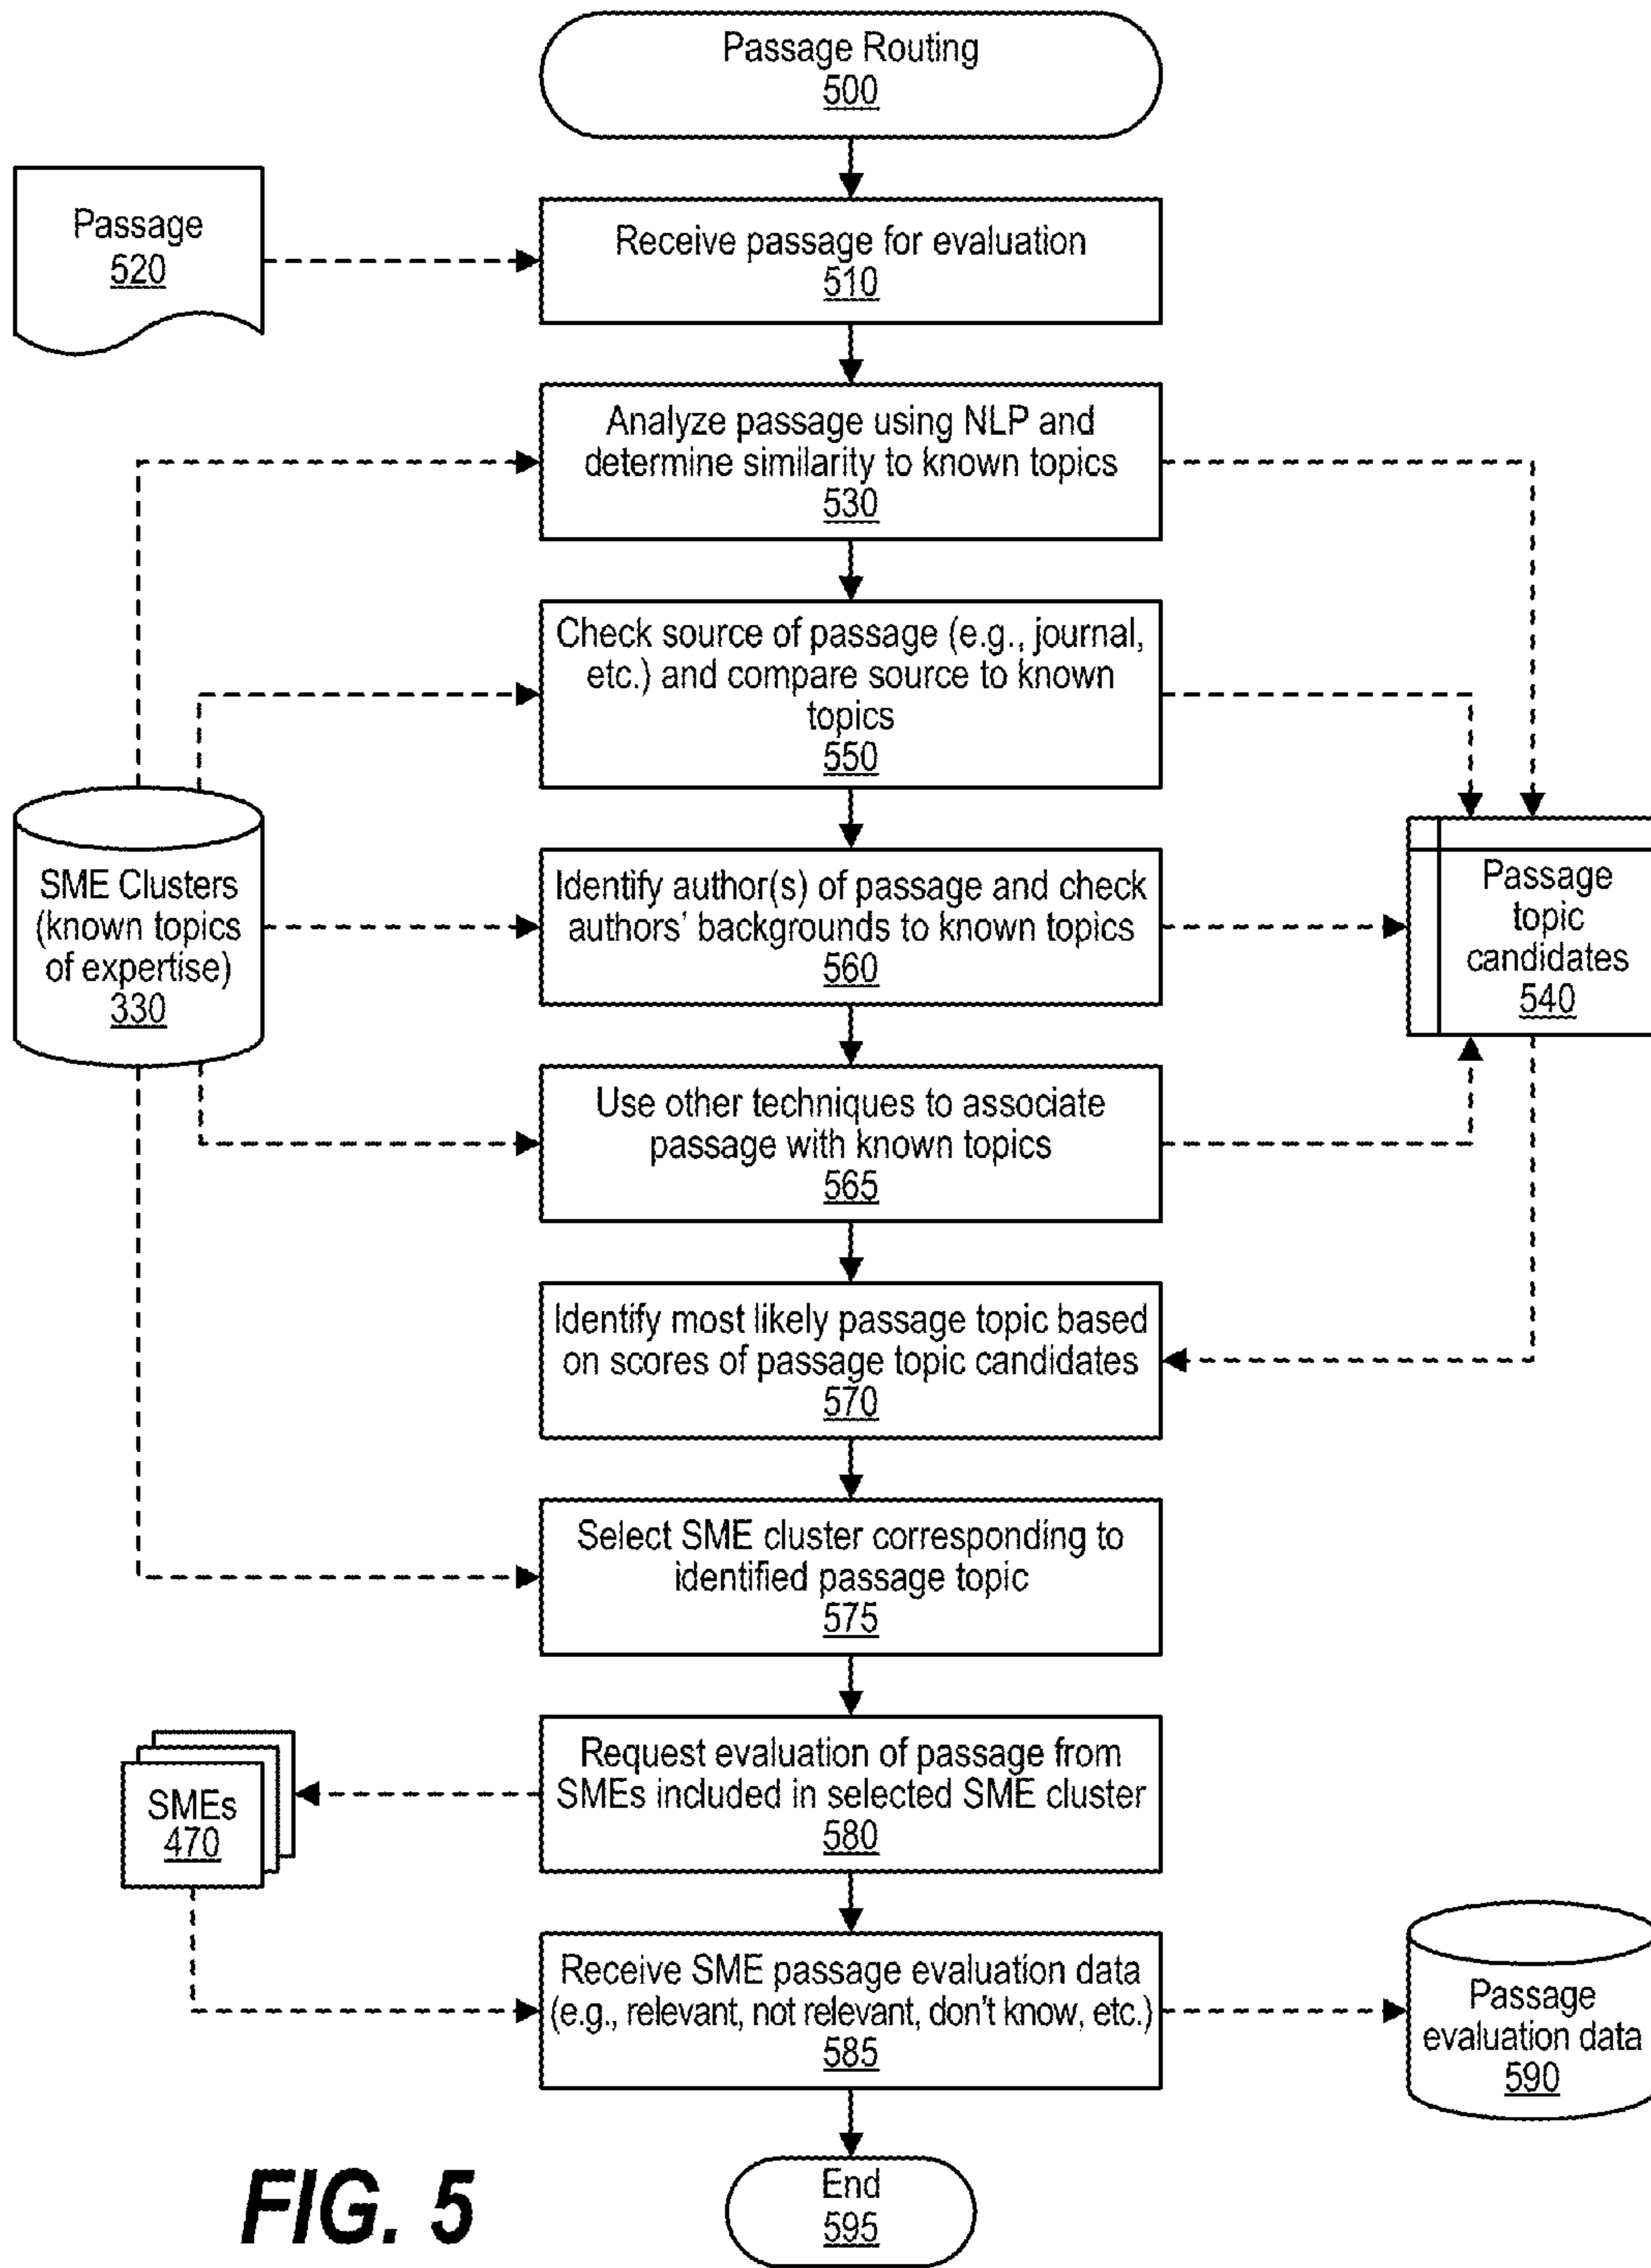 Passage Routing
500
Passage
520
Receive passage for evaluation
510
Analyze passage using NLP and
determine similarity to known topics
530
Check source of passage (e.g., journal,
etc.) and compare source to known
topics
550
SME Clusters
(known topics
of expertise)
330
Identify author(s) of passage and check
authors' backgrounds to known topics
560
Passage
topic
candidates
540
Use other techniques to associate
passage with known topics
565
Identify most likely passage topic based
on scores of passage topic candidates
570
Select SME cluster corresponding to
identified passage topic
575
Request evaluation of passage from
SMEs included in selected SME cluster
580
SMEs
470
Receive SME passage evaluation data
(e.g., relevant, not relevant, don't know, etc.)
585
Passage
evaluation data
590
End
595
FIG. 5